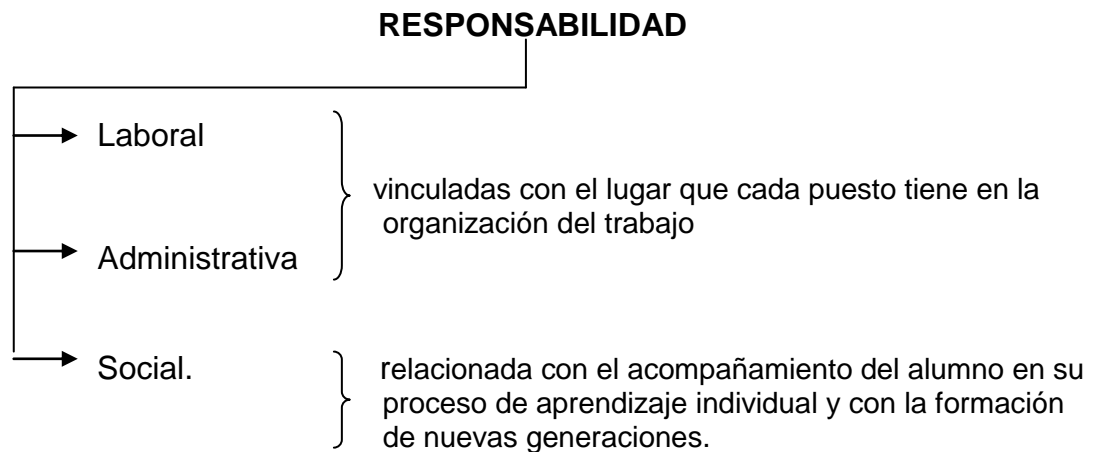 RESPONSABILIDAD
Laboral
vinculadas con el lugar que cada puesto tiene en la
organización del trabajo
Administrativa
Social.
relacionada con el acompañamiento del alumno en su
proceso de aprendizaje individual y con la formación
de nuevas generaciones.